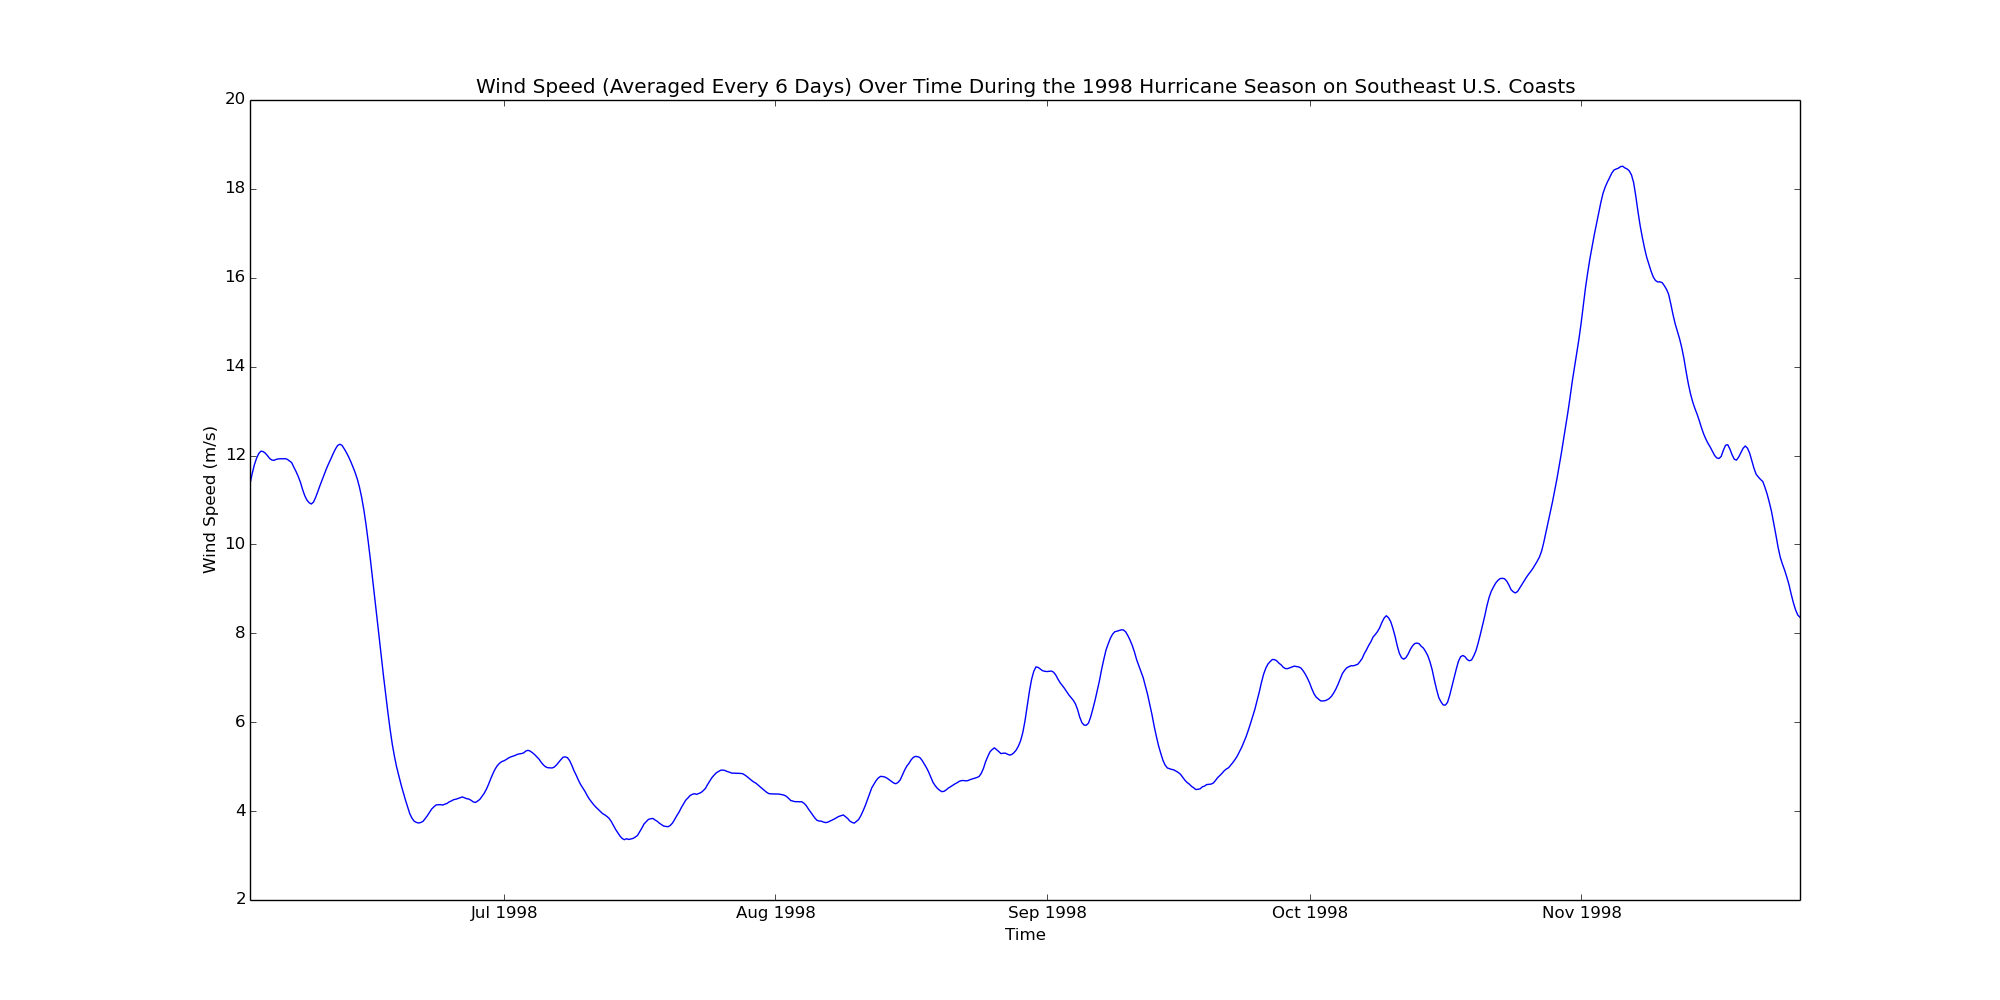 Wind Speed (Averaged Every 6 Days) Over Time During the 1998 Hurricane Season on Southeast U.S. Coasts
20
18
16
14
12
10
8
6
4
2
Wind Speed (m/s)
Jul 1998 Aug 1998 Sep 1998 Oct 1998 Nov 1998
Time